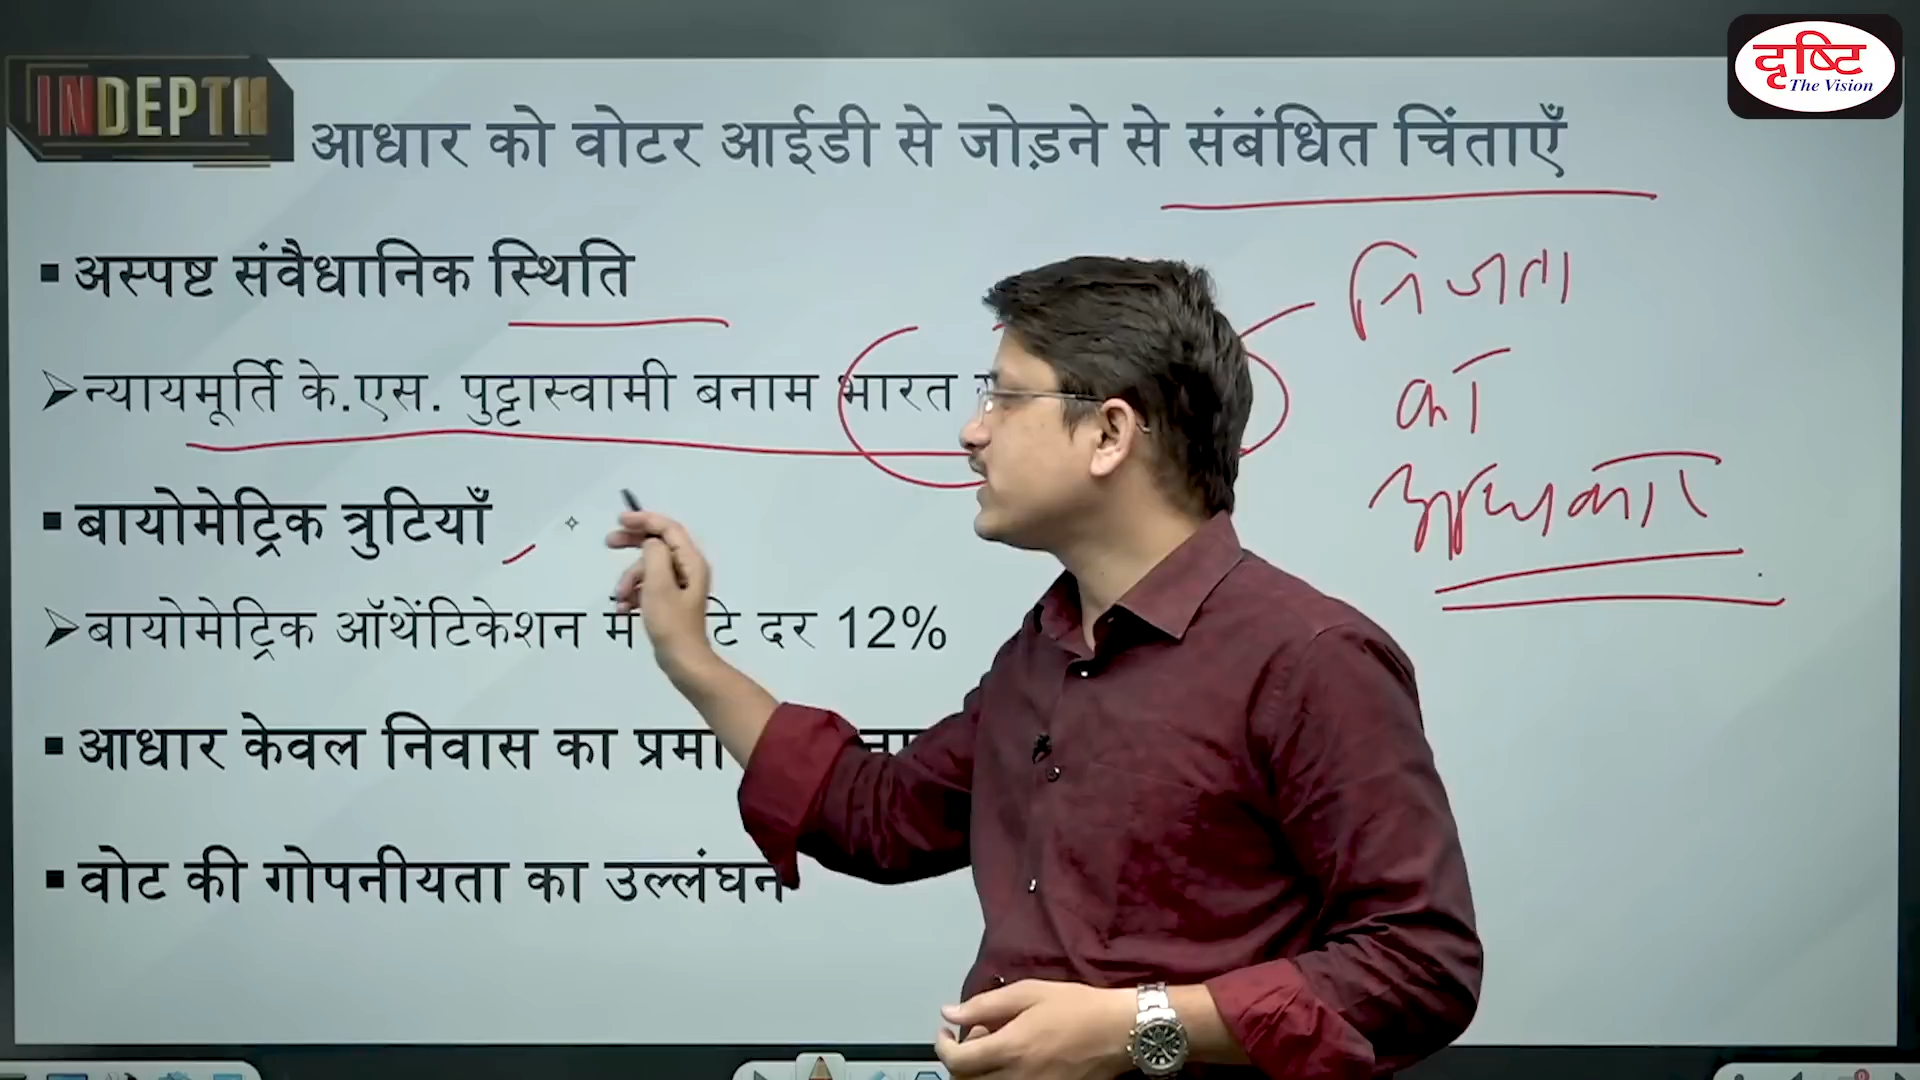 दृष्टि
The Vision
INDEPTH
आधार को वोटर आईडी से जोड़ने से संबंधित चिंताएँ
▪ अस्पष्ट संवैधानिक स्थिति
➢ न्यायमूर्ति के.एस. पुट्टास्वामी बनाम भारत
निजता
का
अधिकार
▪ बायोमेट्रिक त्रुटियाँ
➢ बायोमेट्रिक ऑथेंटिकेशन में दर 12%
▪ आधार केवल निवास का
▪ वोट की गोपनीयता का उल्लंघन